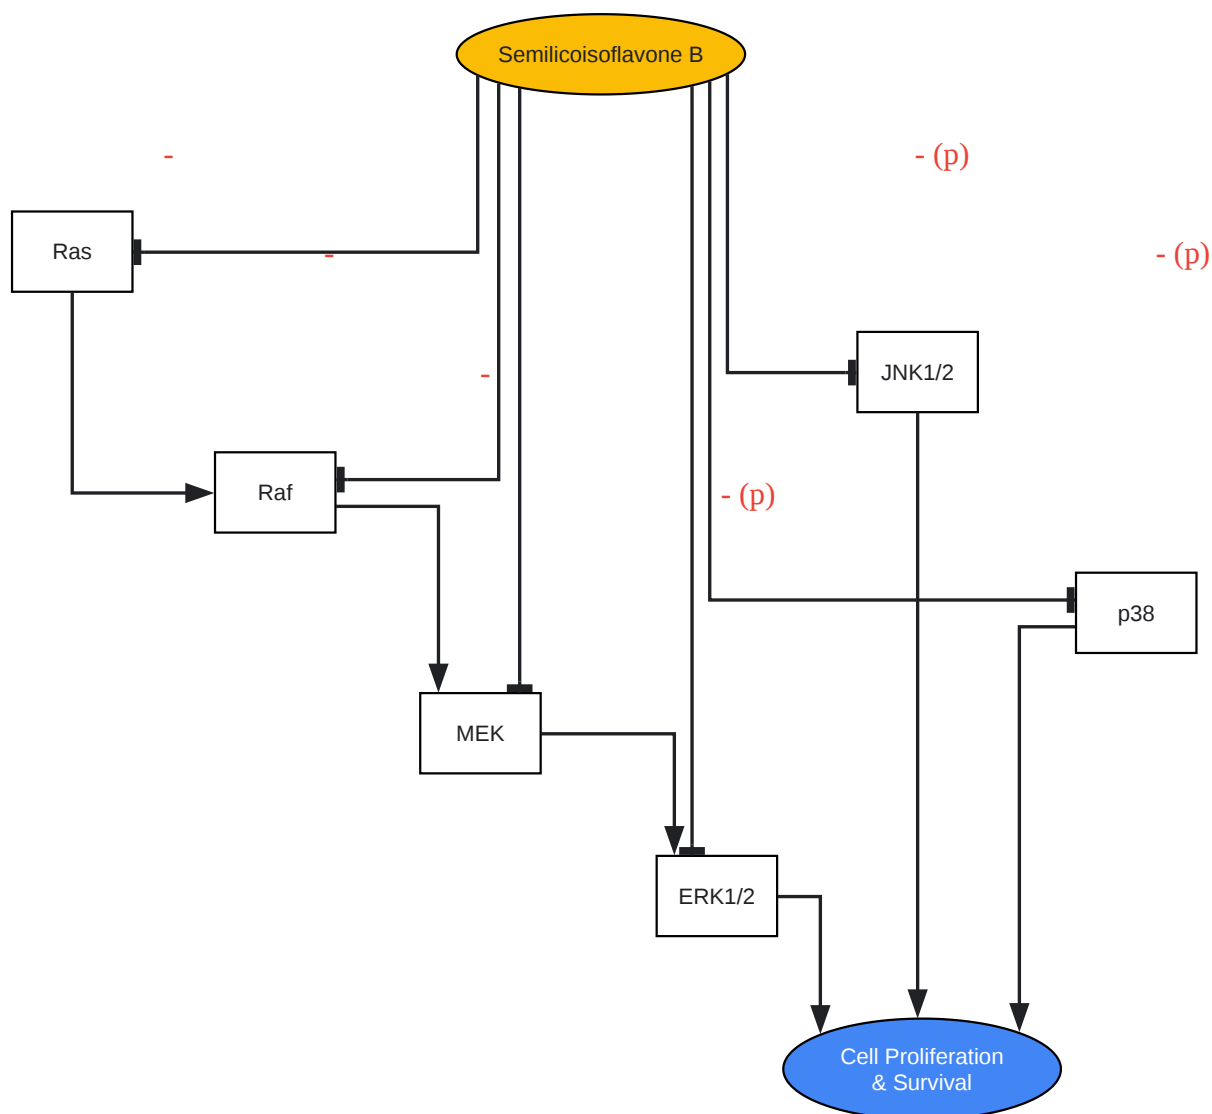 Semilicoisoflavone B
-
- (p)
Ras
-
- (p)
-
JNK1/2
Raf
- (p)
p38
MEK
ERK1/2
Cell Proliferation
& Survival